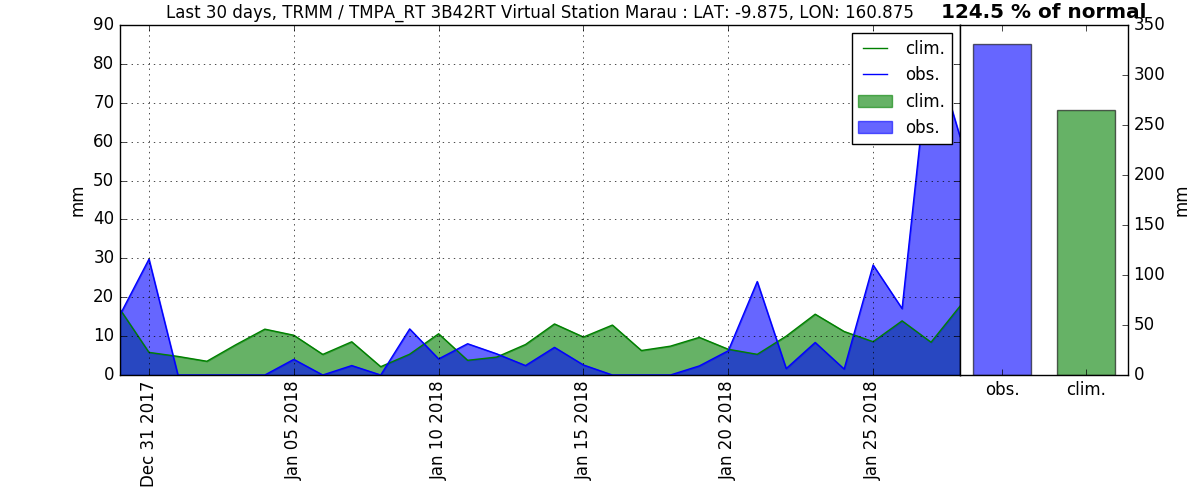 Last 30 days, TRMM / TMPA_RT 3B42RT Virtual Station Marau : LAT: -9.875, LON: 160.875
124.5 % of normal
90
80
70
60
50
40
30
20
10
0
mm
clim.
obs.
clim.
obs.
Dec 31 2017
Jan 05 2018
Jan 10 2018
Jan 15 2018
Jan 20 2018
Jan 25 2018
350
300
250
200
150
100
50
0
mm
obs.
clim.